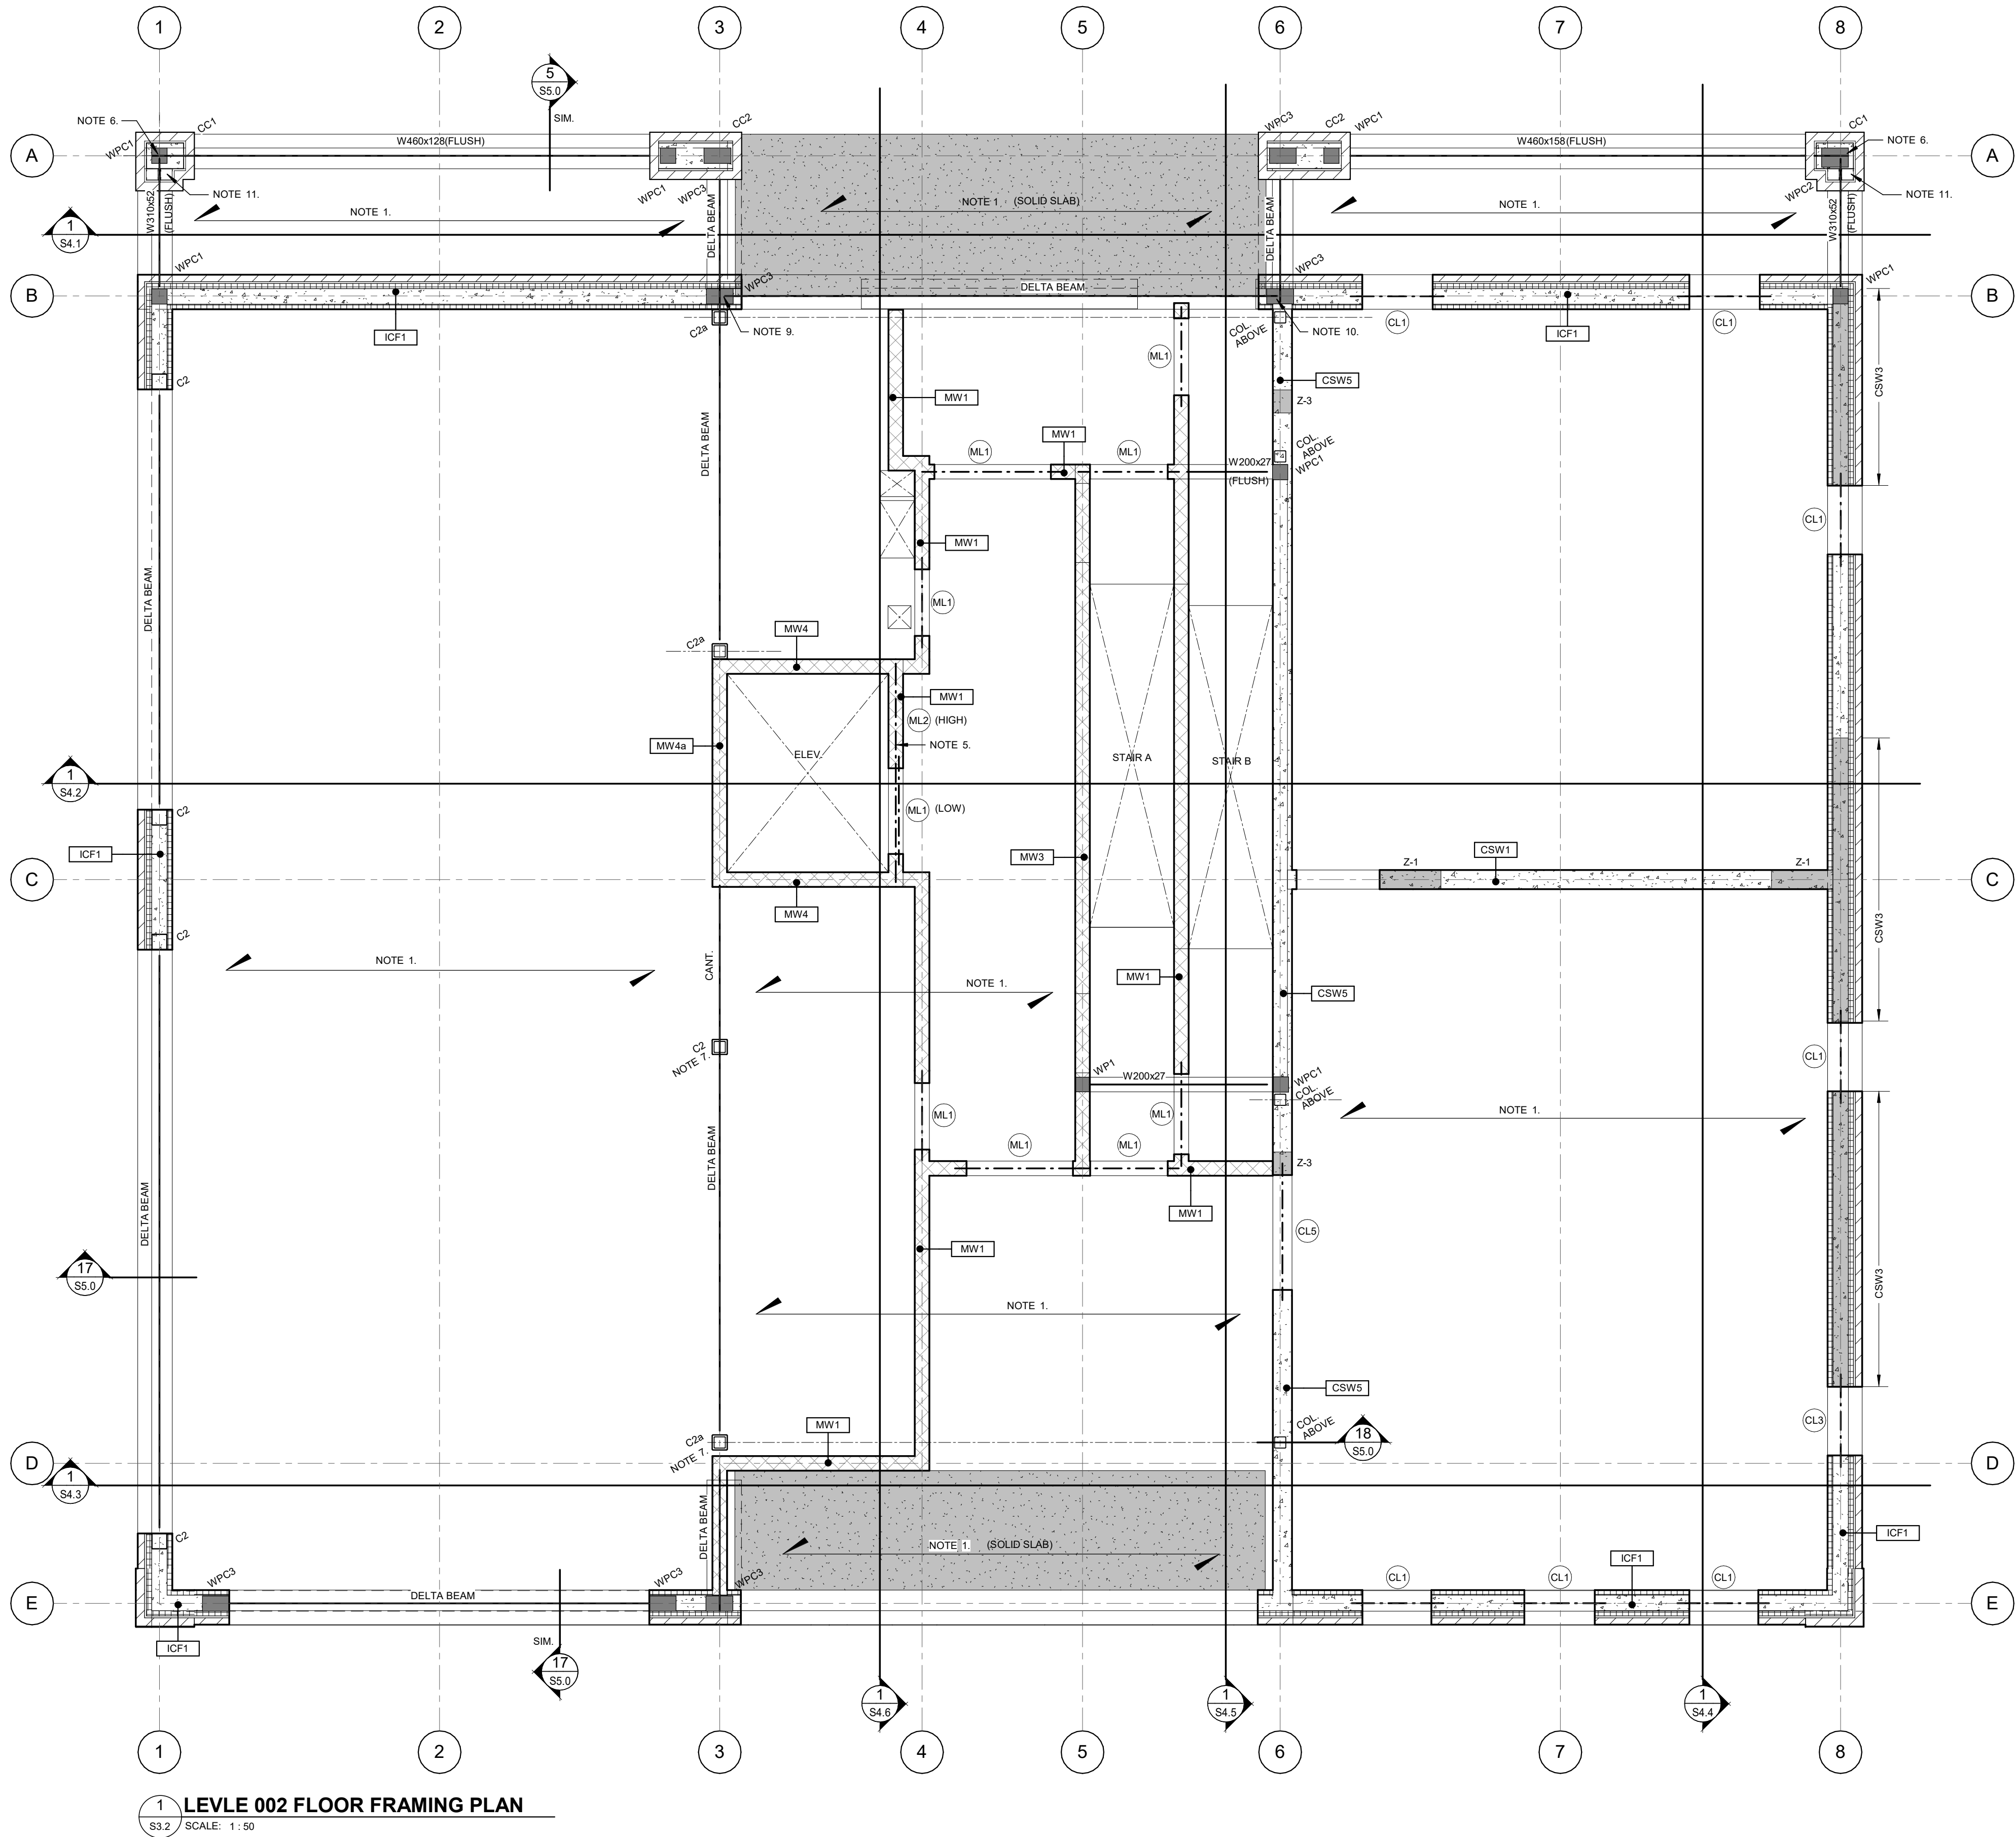 1
2
3
4
5
6
7
8
5
S5.0
SIM.
NOTE 6.
CC1
WPC1
W460x128(FLUSH)
CC2
WPC3
CC2
WPC1
W460x158(FLUSH)
CC1
NOTE 6.
A
A
NOTE 11.
W310x52
(FLUSH)
NOTE 1.
WPC1
WPC3
DELTA BEAM
NOTE 1
(SOLID SLAB)
DELTA BEAM
NOTE 1.
WPC2
W310x52
(FLUSH)
NOTE 11.
1
S4.1
WPC1
WPC3
WPC3
WPC1
B
DELTA BEAM
B
ICF1
C2a
NOTE 9.
COL.
ABOVE
NOTE 10.
CL1
ICF1
CL1
ML1
C2
CSW5
CSW3
MW1
Z-3
DELTA BEAM
MW1
ML1
ML1
COL.
ABOVE
WPC1
W200x27
(FLUSH)
CL1
MW1
DELTA BEAM
ML1
C2a
MW4
MW1
ML2
(HIGH)
MW4a
NOTE 5.
ELEV.
STAIR A
STAIR B
1
S4.2
C2
ML1
(LOW)
ICF1
MW3
CSW1
Z-1
Z-1
C
C
MW4
CSW3
C2
NOTE 1.
CANT.
NOTE 1.
MW1
CSW5
C2
NOTE 7.
WP1
W200x27
WPC1
COL.
ABOVE
CL1
ML1
ML1
NOTE 1.
DELTA BEAM
ML1
ML1
Z-3
DELTA BEAM
MW1
CL5
MW1
17
S5.0
CSW3
NOTE 1.
CSW5
MW1
C2a
NOTE 7.
COL.
ABOVE
18
S5.0
CL3
D
D
1
S4.3
DELTA BEAM
C2
NOTE 1.
(SOLID SLAB)
ICF1
ICF1
WPC3
WPC3
WPC3
CL1
CL1
CL1
E
DELTA BEAM
E
ICF1
SIM.
17
S5.0
1
S4.6
1
S4.5
1
S4.4
1
2
3
4
5
6
7
8
1
S3.2
LEVLE 002 FLOOR FRAMING PLAN
SCALE: 1 : 50